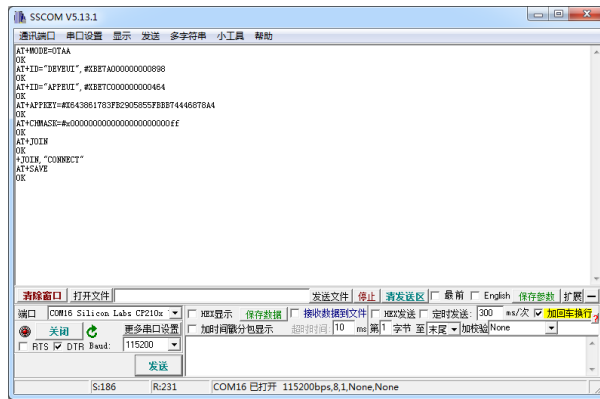 SSCOM V5.13.1
通讯端口 串口设置 显示 发送 多字符串 小工具 帮助
AT+MODE=OTAA
OK
AT+ID="DEVEUI",#XBE7A000000000898
OK
AT+ID="APPEUI",#XBE7C000000000464
OK
AT+APPKEY=#X643861783FB2905855FBBB74446878A4
OK
AT+CHMASK=#x0000000000000000000000ff
OK
AT+JOIN
OK
+JOIN,"CONNECT"
AT+SAVE
OK
清除窗口 打开文件 发送文件 停止 清发送区 最前 English 保存参数 扩展 —
端口 COM16 Silicon Labs CP210x HEX显示 保存数据 接收数据到文件 HEX发送 定时发送: 300 ms/次 加回车换行
关闭 更多串口设置 加时间戳分包显示 超时时间: 10 ms 第1 字节 至 末尾 加校验 None
RTS DTR Baud: 115200
发送
S:186 R:231 COM16 已打开 115200bps,8,1,None,None